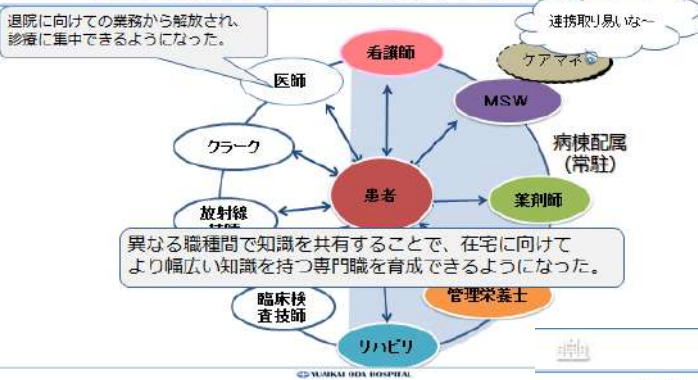 退院に向けての業務から解放され、
診療に集中できるようになった。
連携取り易いな～
看護師
ケアマネ
医師
MSW
病棟配属
(常駐)
クラーク
患者
薬剤師
放射線
異なる職種間で知識を共有することで、在宅に向けて
より幅広い知識を持つ専門職を育成できるようになった。
管理栄養士
臨床検
査技師
リハビリ
YUAIKAI ODA HOSPITAL